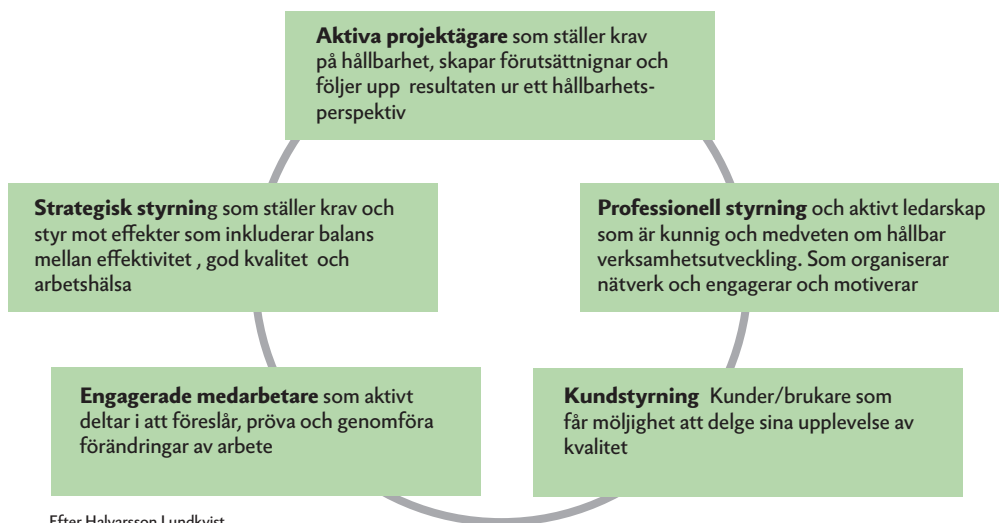 Aktiva projektägare som ställer krav
på hållbarhet, skapar förutsättnignar och
följer upp resultaten ur ett hållbarhets-
perspektiv
Strategisk styrning som ställer krav och
styr mot effekter som inkluderar balans
mellan effektivitet , god kvalitet och
arbetshälsa
Professionell styrning och aktivt ledarskap
som är kunnig och medveten om hållbar
verksamhetsutveckling. Som organiserar
nätverk och engagerar och motiverar
Engagerade medarbetare som aktivt
deltar i att föreslår, pröva och genomföra
förändringar av arbete
Kundstyrning Kunder/brukare som
får möljighet att delge sina upplevelse av
kvalitet
Efter Halvarsson Lundkvist